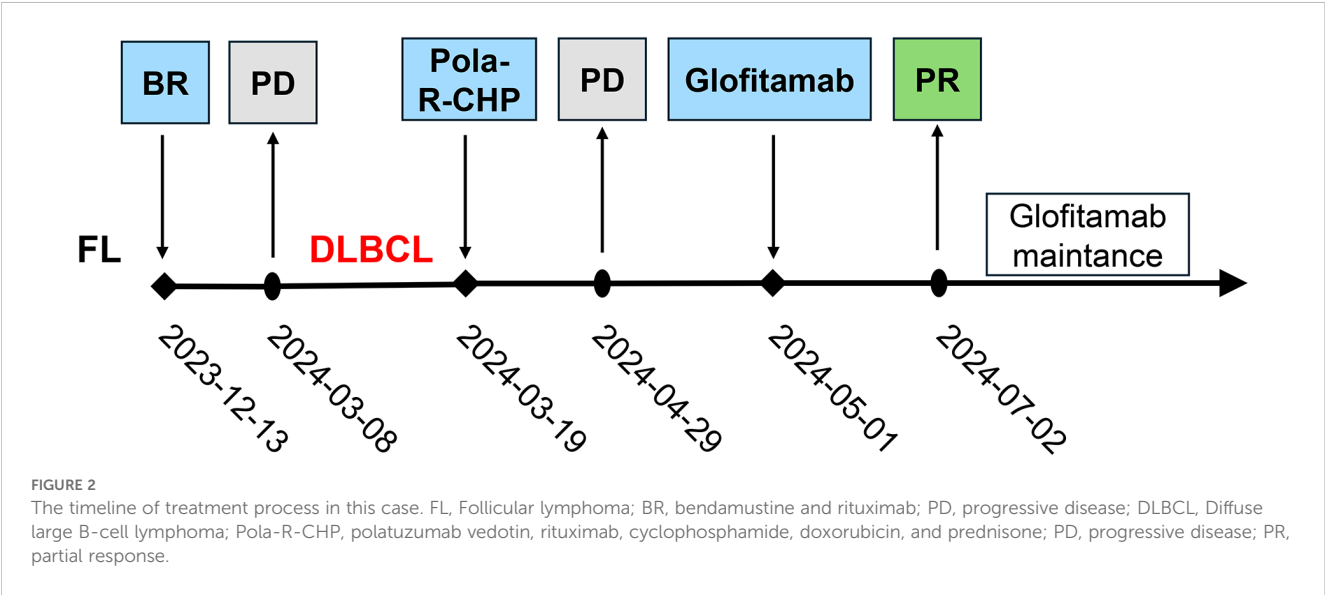 BR
PD
Pola-
R-CHP
PD
Glofitamab
PR
FL
DLBCL
Glofitamab
maintance
2023-12-13
2024-03-08
2024-03-19
2024-04-29
2024-05-01
2024-07-02
FIGURE 2
The timeline of treatment process in this case. FL, Follicular lymphoma; BR, bendamustine and rituximab; PD, progressive disease; DLBCL, Diffuse
large B-cell lymphoma; Pola-R-CHP, polatuzumab vedotin, rituximab, cyclophosphamide, doxorubicin, and prednisone; PD, progressive disease; PR,
partial response.